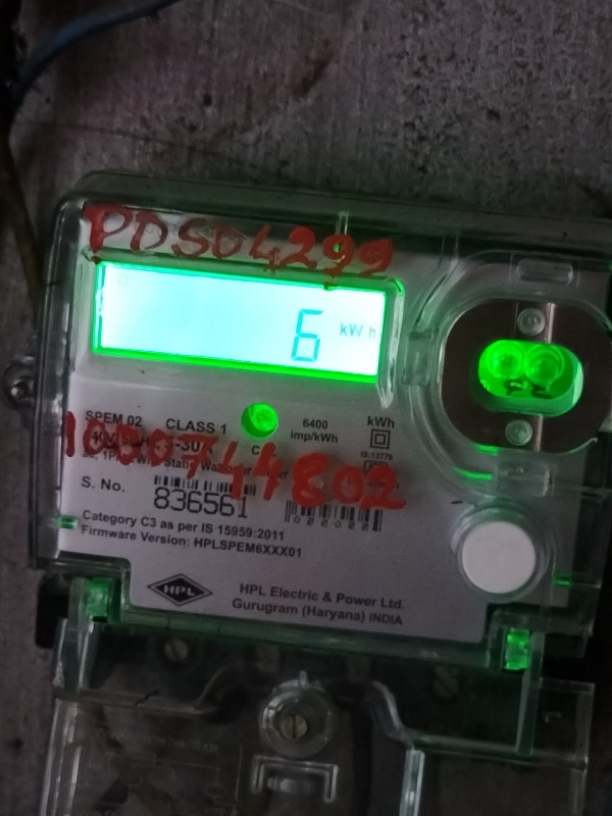 PDS04299
6 kWh
SPEM 02 CLASS 1 6400 imp/kWh kWh
1000744802
S. No. 836561
Category C3 as per IS 15959:2011
Firmware Version: HPLSPEM6XXX01
HPL
HPL Electric & Power Ltd.
Gurugram (Haryana) INDIA